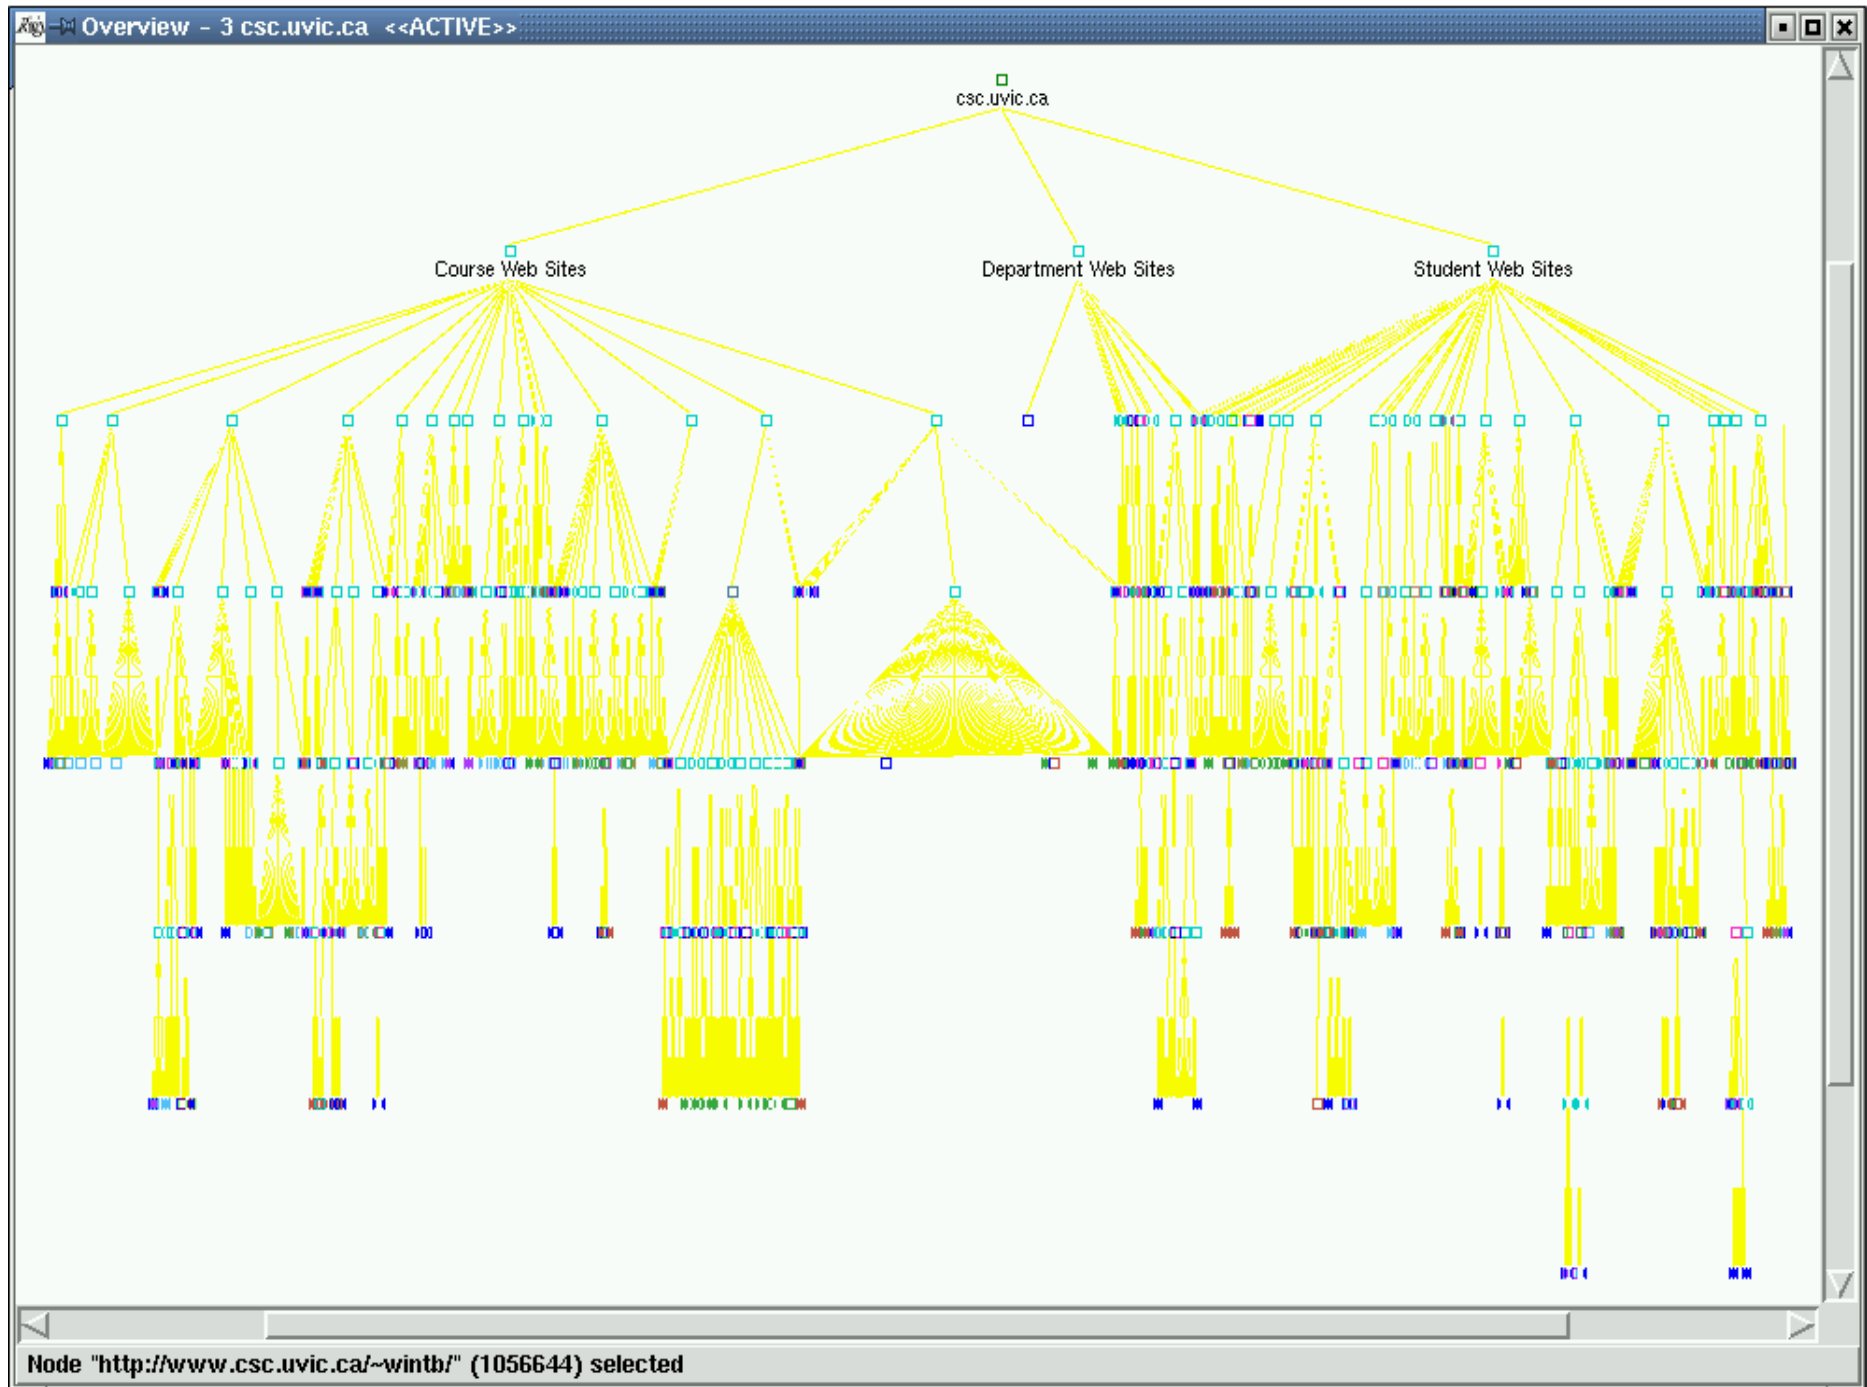 Rigi Overview - 3 csc.uvic.ca <<ACTIVE>>
csc.uvic.ca
Course Web Sites
Department Web Sites
Student Web Sites
Node "http://www.csc.uvic.ca/~wintb/" (1056644) selected